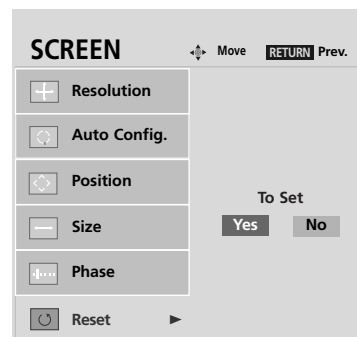 SCREEN Move RETURN Prev.
Resolution
Auto Config.
Position
Size
Phase
Reset
To Set
Yes No